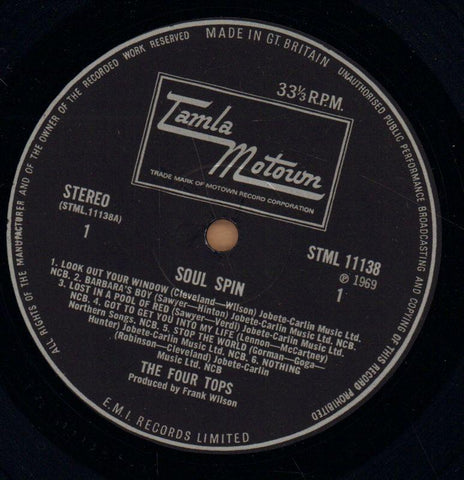 ALL RIGHTS OF THE MANUFACTURER AND OF THE OWNER OF THE RECORDED WORK RESERVED
MADE IN GT. BRITAIN
UNAUTHORISED PUBLIC PERFORMANCE BROADCASTING AND COPYING OF THIS RECORD PROHIBITED
33⅓ R.P.M.
Tamla
Motown
TRADE MARK OF MOTOWN RECORD CORPORATION
STEREO
(STML.11138A)
1
STML 11138
℗ 1969
1
SOUL SPIN
1. LOOK OUT YOUR WINDOW (Cleveland—Wilson) Jobete-Carlin Music Ltd.
NCB. 2. BARBARA'S BOY (Sawyer—Hinton) Jobete-Carlin Music Ltd. NCB.
3. LOST IN A POOL OF RED (Sawyer—Verdi) Jobete-Carlin Music Ltd.
NCB. 4. GOT TO GET YOU INTO MY LIFE (Lennon—McCartney)
Northern Songs, NCB. 5. STOP THE WORLD (Gorman—Goga—
Hunter) Jobete-Carlin Music Ltd. NCB. 6. NOTHING
(Robinson—Cleveland) Jobete-Carlin
Music Ltd. NCB
THE FOUR TOPS
Produced by Frank Wilson
E.M.I. RECORDS LIMITED